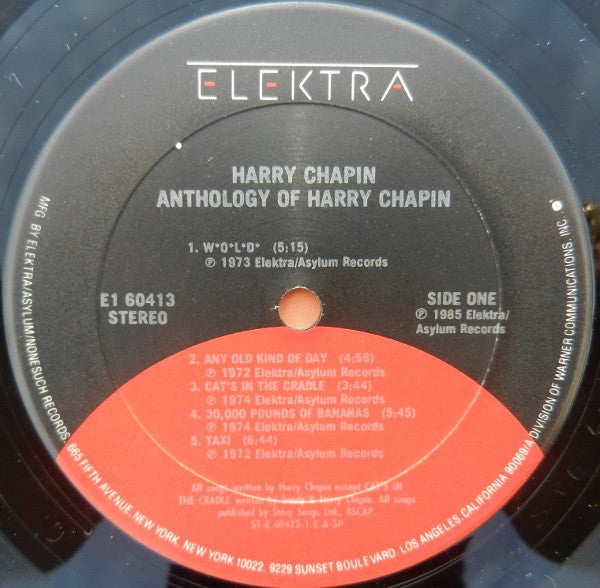 ELEKTRA
HARRY CHAPIN
ANTHOLOGY OF HARRY CHAPIN
1. W*O*L*D* (5:15)
℗ 1973 Elektra/Asylum Records
E1 60413
STEREO
SIDE ONE
℗ 1985 Elektra/
Asylum Records
2. ANY OLD KIND OF DAY (4:58)
℗ 1972 Elektra/Asylum Records
3. CAT'S IN THE CRADLE (3:44)
℗ 1974 Elektra/Asylum Records
4. 30,000 POUNDS OF BANANAS (5:45)
℗ 1974 Elektra/Asylum Records
5. TAXI (6:44)
℗ 1972 Elektra/Asylum Records
All songs written by Harry Chapin except CAT'S IN
THE CRADLE written by Sandy & Harry Chapin. All songs
published by Story Songs Ltd., ASCAP.
S1-E-60413-1-E-A-SP
MFG. BY ELEKTRA/ASYLUM/NONESUCH RECORDS, 665 FIFTH AVENUE, NEW YORK, NEW YORK 10022. 9229 SUNSET BOULEVARD, LOS ANGELES, CALIFORNIA 90069/A DIVISION OF WARNER COMMUNICATIONS, INC.